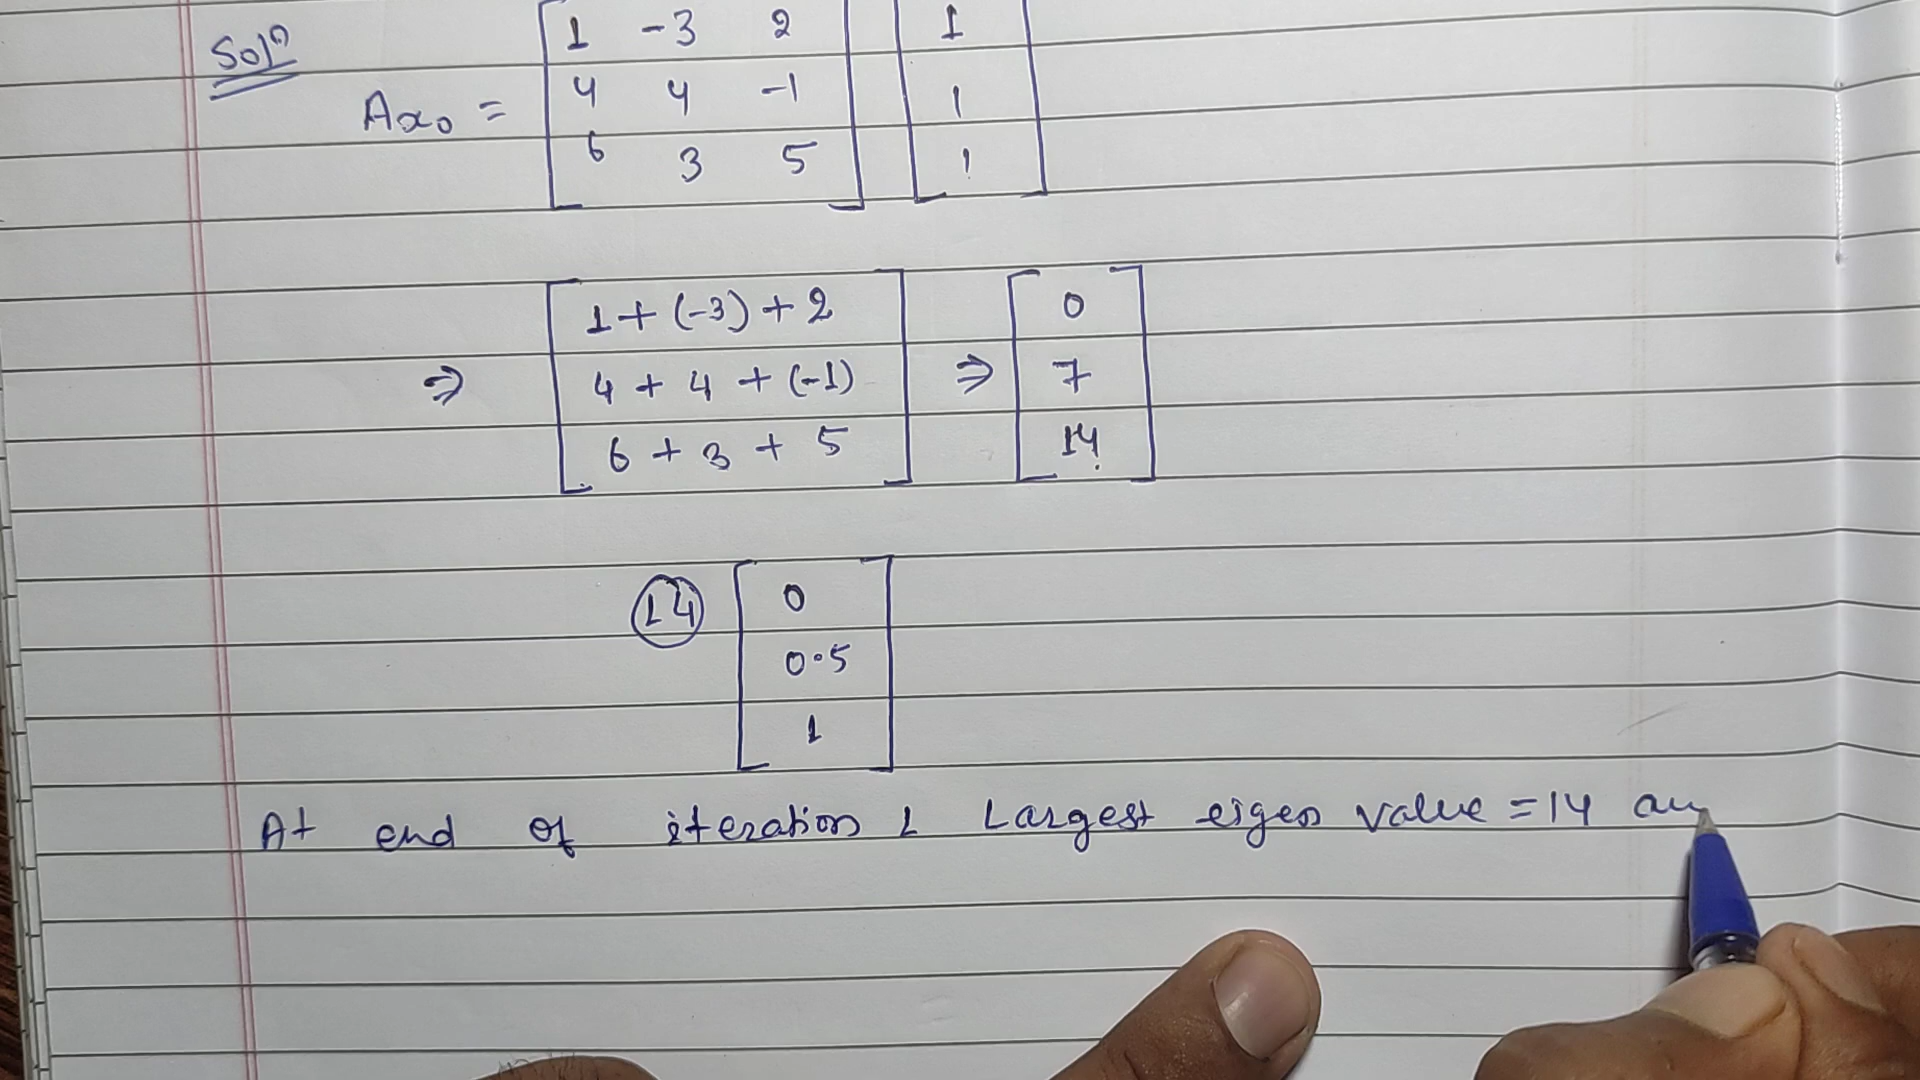 Solⁿ
Ax₀ = [ 1 -3 2 ] [ 1 ]
[ 4 4 -1 ] [ 1 ]
[ 6 3 5 ] [ 1 ]
⇒ [ 1 + (-3) + 2 ] ⇒ [ 0 ]
[ 4 + 4 + (-1) ] [ 7 ]
[ 6 + 3 + 5 ] [ 14 ]
14 [ 0 ]
[ 0.5 ]
[ 1 ]
At end of iteration 1 Largest eigen value = 14